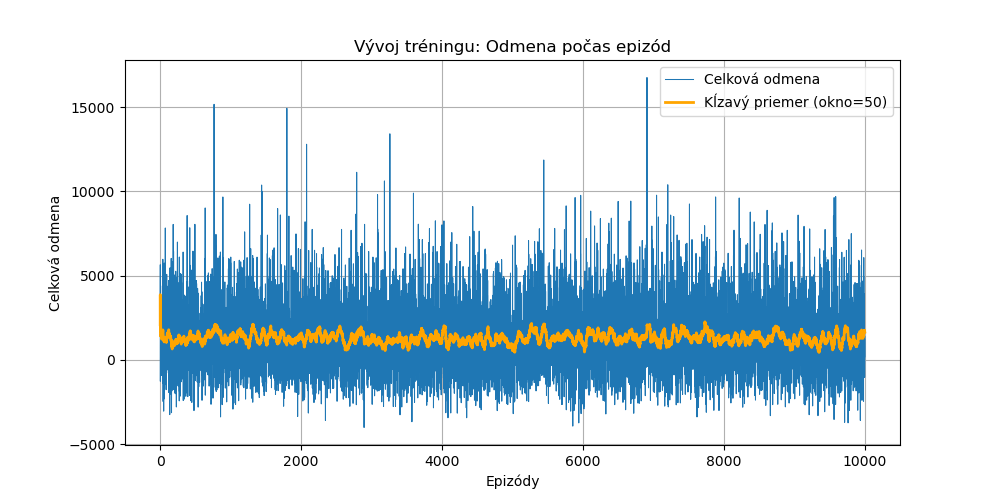 Vývoj tréningu: Odmena počas epizód
Celková odmena
Kĺzavý priemer (okno=50)
Celková odmena
15000
10000
5000
0
−5000
0
2000
4000
6000
8000
10000
Epizódy